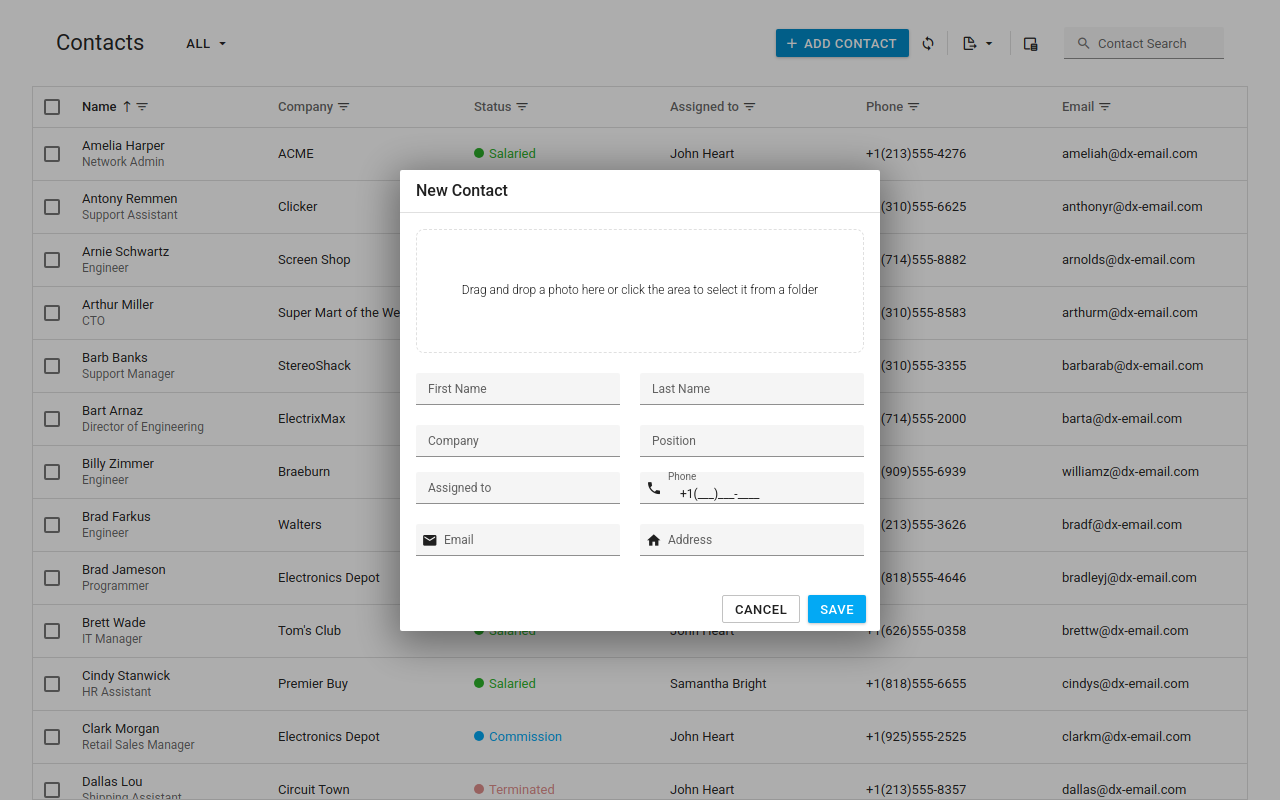 Contacts
ALL
ADD CONTACT
Contact Search
Name
Company
Status
Assigned to
Phone
Email
Amelia Harper
Network Admin
ACME
Salaried
John Heart
+1(213)555-4276
ameliah@dx-email.com
Antony Remmen
Support Assistant
Clicker
(310)555-6625
anthonyr@dx-email.com
Arnie Schwartz
Engineer
Screen Shop
(714)555-8882
arnolds@dx-email.com
Arthur Miller
CTO
Super Mart of the We
(310)555-8583
arthurm@dx-email.com
Barb Banks
Support Manager
StereoShack
(310)555-3355
barbarab@dx-email.com
Bart Arnaz
Director of Engineering
ElectrixMax
(714)555-2000
barta@dx-email.com
Billy Zimmer
Engineer
Braeburn
(909)555-6939
williamz@dx-email.com
Brad Farkus
Engineer
Walters
(213)555-3626
bradf@dx-email.com
Brad Jameson
Programmer
Electronics Depot
(818)555-4646
bradleyj@dx-email.com
Brett Wade
IT Manager
Tom's Club
Salaried
John Heart
+1(626)555-0358
brettw@dx-email.com
Cindy Stanwick
HR Assistant
Premier Buy
Salaried
Samantha Bright
+1(818)555-6655
cindys@dx-email.com
Clark Morgan
Retail Sales Manager
Electronics Depot
Commission
John Heart
+1(925)555-2525
clarkm@dx-email.com
Dallas Lou
Shipping Assistant
Circuit Town
Terminated
John Heart
+1(213)555-8357
dallas@dx-email.com
New Contact
Drag and drop a photo here or click the area to select it from a folder
First Name
Last Name
Company
Position
Assigned to
Phone
+1(___)___-____
Email
Address
CANCEL
SAVE